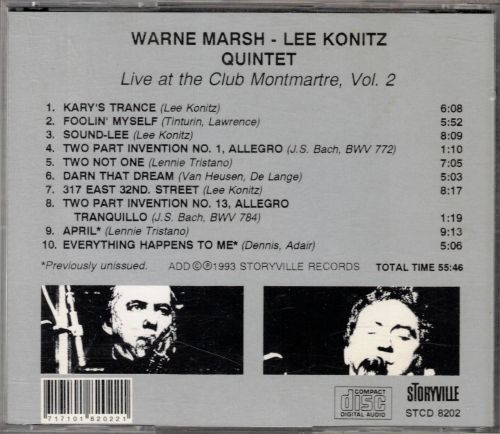 WARNE MARSH - LEE KONITZ
QUINTET
Live at the Club Montmartre, Vol. 2
1. KARY'S TRANCE (Lee Konitz) 6:08
2. FOOLIN' MYSELF (Tinturin, Lawrence) 5:52
3. SOUND-LEE (Lee Konitz) 8:09
4. TWO PART INVENTION NO. 1, ALLEGRO (J.S. Bach, BWV 772) 1:10
5. TWO NOT ONE (Lennie Tristano) 7:05
6. DARN THAT DREAM (Van Heusen, De Lange) 5:03
7. 317 EAST 32ND. STREET (Lee Konitz) 8:17
8. TWO PART INVENTION NO. 13, ALLEGRO
TRANQUILLO (J.S. Bach, BWV 784) 1:19
9. APRIL* (Lennie Tristano) 9:13
10. EVERYTHING HAPPENS TO ME* (Dennis, Adair) 5:06
*Previously unissued. ADD ©℗1993 STORYVILLE RECORDS TOTAL TIME 55:46
7 17101 82022 1
COMPACT
disc
DIGITAL AUDIO
STORYVILLE
STCD 8202